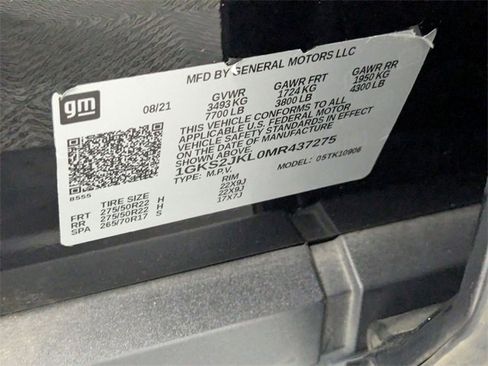 MFD BY GENERAL MOTORS LLC
gm
08/21
GVWR GAWR FRT GAWR RR
3493 KG 1724 KG 1950 KG
7700 LB 3800 LB 4300 LB
THIS VEHICLE CONFORMS TO ALL APPLICABLE U.S. FEDERAL MOTOR
VEHICLE SAFETY STANDARDS IN EFFECT
ON THE DATE OF MANUFACTURE
1GKS2JKL0MR437275
TYPE: M.P.V. MODEL: 05TK10906
B555
TIRE SIZE RIM
FRT 275/50R22 H 22X9J
RR 275/50R22 H 22X9J
SPA 265/70R17 S 17X7J